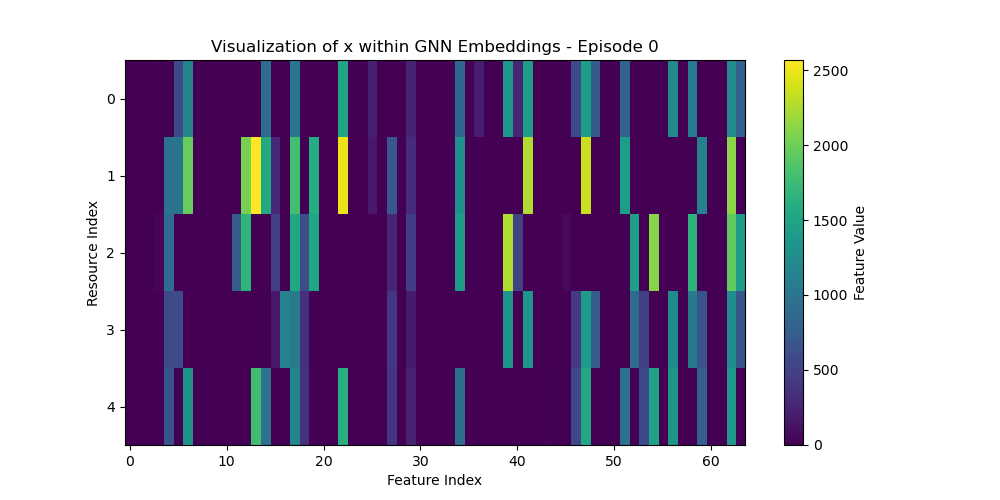 Visualization of x within GNN Embeddings - Episode 0
Resource Index
0
1
2
3
4
0 10 20 30 40 50 60
Feature Index
2500
2000
1500
1000
500
0
Feature Value